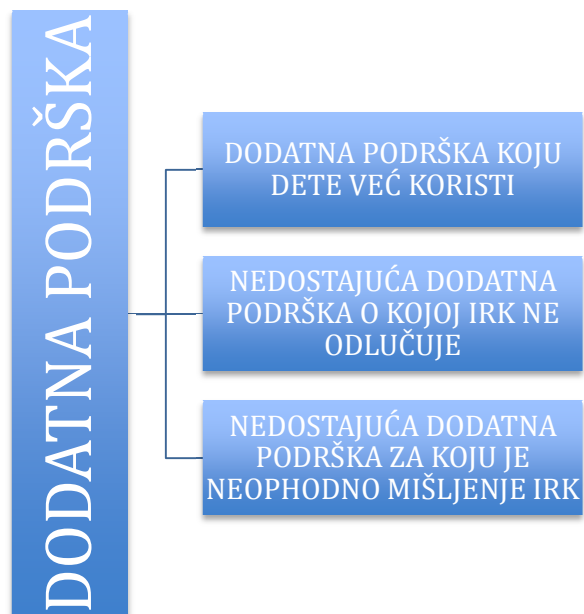 DODATNA PODRŠKA
DODATNA PODRŠKA KOJU
DETE VEĆ KORISTI
NEDOSTAJUĆA DODATNA
PODRŠKA O KOJOJ IRK NE
ODLUČUJE
NEDOSTAJUĆA DODATNA
PODRŠKA ZA KOJU JE
NEOPHODNO MIŠLJENJE IRK